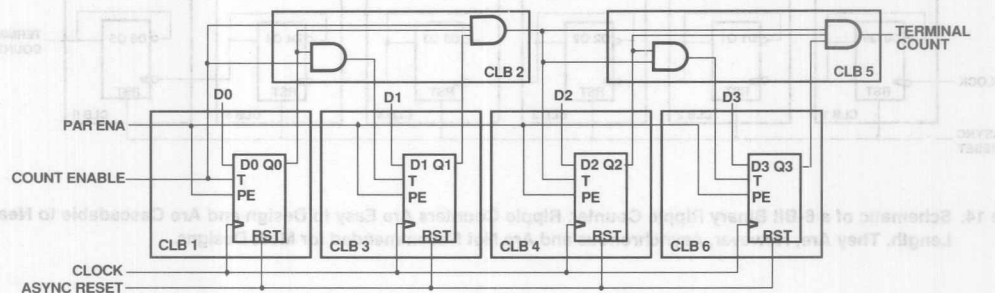 TERMINAL
COUNT
CLB 2
CLB 5
D0
D1
D2
D3
PAR ENA
D0 Q0
D1 Q1
D2 Q2
D3 Q3
COUNT ENABLE
T
T
T
T
PE
PE
PE
PE
RST
RST
RST
RST
CLB 1
CLB 3
CLB 4
CLB 6
CLOCK
ASYNC RESET